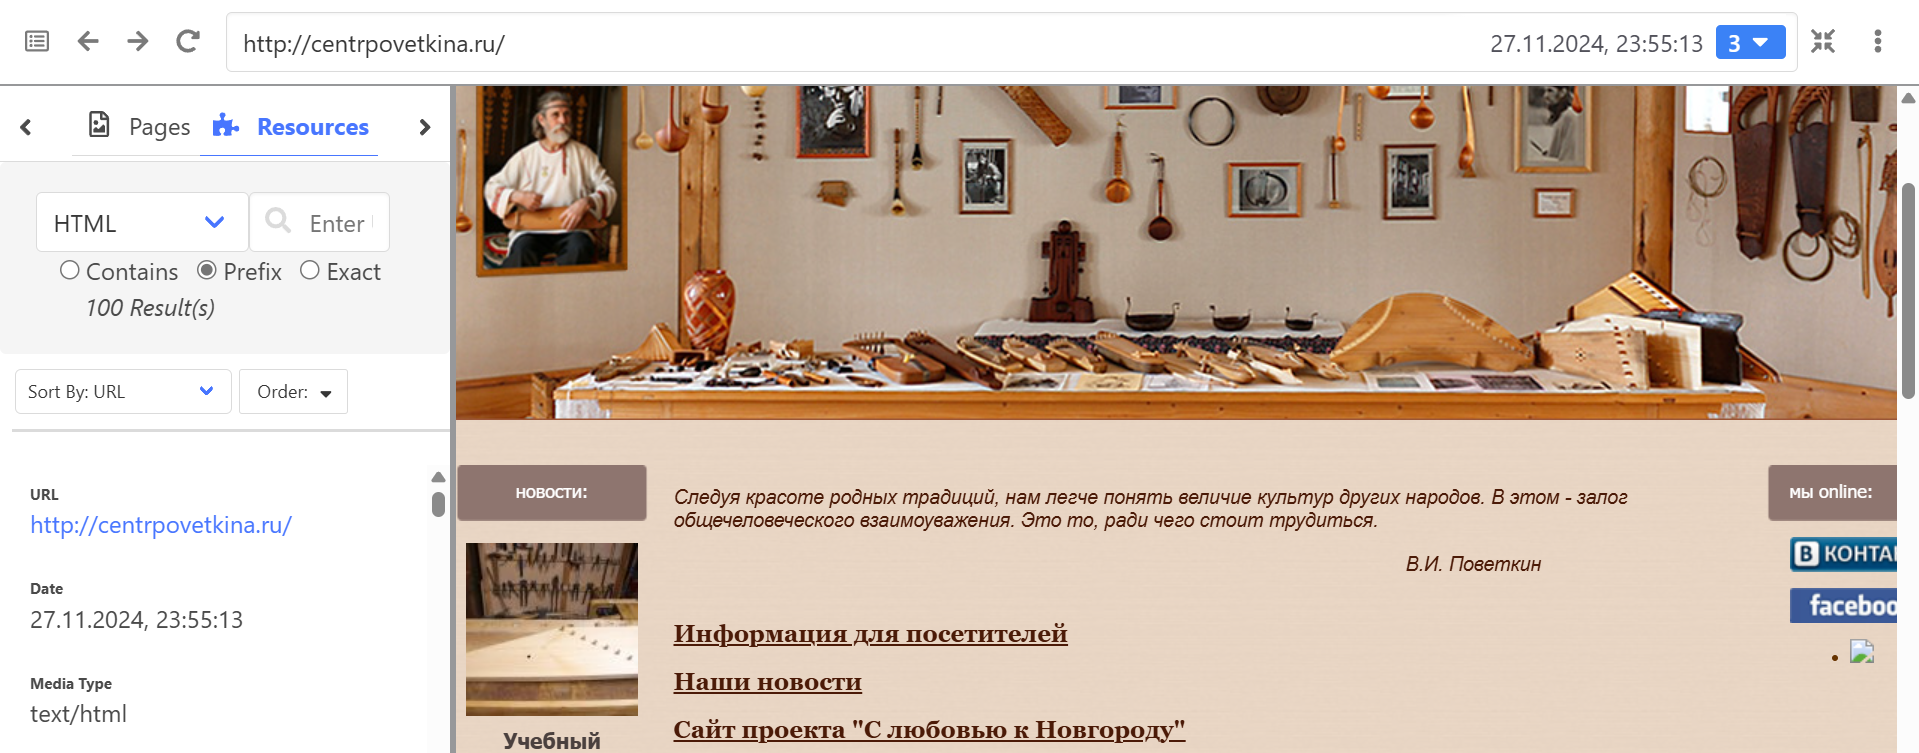 http://centrpovetkina.ru/
27.11.2024, 23:55:13
3
Pages
Resources
HTML
Enter
Contains
Prefix
Exact
100 Result(s)
Sort By: URL
Order:
URL
http://centrpovetkina.ru/
Date
27.11.2024, 23:55:13
Media Type
text/html
новости:
Учебный
Следуя красоте родных традиций, нам легче понять величие культур других народов. В этом - залог
общечеловеческого взаимоуважения. Это то, ради чего стоит трудиться.
В.И. Поветкин
Информация для посетителей
Наши новости
Сайт проекта "С любовью к Новгороду"
мы online:
В КОНТА
faceboo